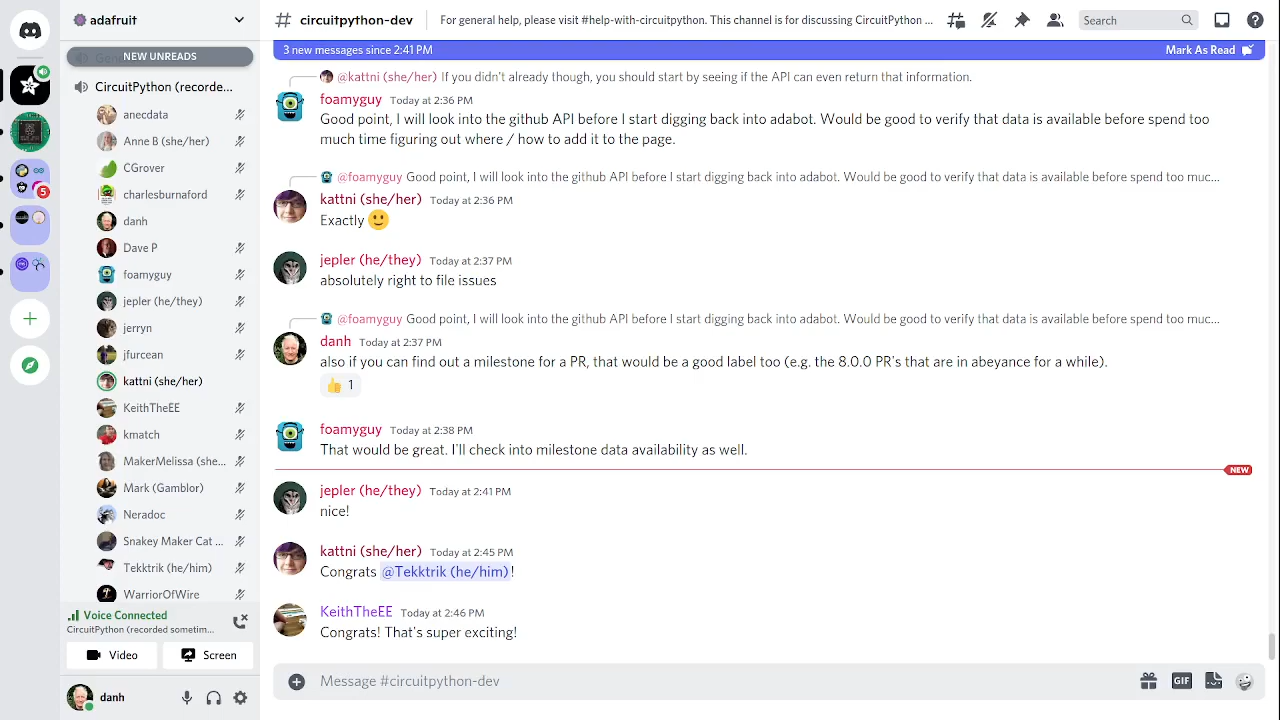 adafruit
NEW UNREADS
CircuitPython (recorde...
anecdata
Anne B (she/her)
CGrover
charlesburnaford
danh
Dave P
foamyguy
jepler (he/they)
jerryn
jfurcean
kattni (she/her)
KeithTheEE
kmatch
MakerMelissa (she...
Mark (Gamblor)
Neradoc
Snakey Maker Cat ...
Tekktrik (he/him)
WarriorOfWire
Voice Connected
CircuitPython (recorded sometim...
Video
Screen
danh
5
circuitpython-dev
For general help, please visit #help-with-circuitpython. This channel is for discussing CircuitPython ...
Search
3 new messages since 2:41 PM
Mark As Read
@kattni (she/her) If you didn't already though, you should start by seeing if the API can even return that information.
foamyguy Today at 2:36 PM
Good point, I will look into the github API before I start digging back into adabot. Would be good to verify that data is available before spend too
much time figuring out where / how to add it to the page.
@foamyguy Good point, I will look into the github API before I start digging back into adabot. Would be good to verify that data is available before spend too muc...
kattni (she/her) Today at 2:36 PM
Exactly 🙂
jepler (he/they) Today at 2:37 PM
absolutely right to file issues
@foamyguy Good point, I will look into the github API before I start digging back into adabot. Would be good to verify that data is available before spend too muc...
danh Today at 2:37 PM
also if you can find out a milestone for a PR, that would be a good label too (e.g. the 8.0.0 PR's that are in abeyance for a while).
👍 1
foamyguy Today at 2:38 PM
That would be great. I'll check into milestone data availability as well.
NEW
jepler (he/they) Today at 2:41 PM
nice!
kattni (she/her) Today at 2:45 PM
Congrats @Tekktrik (he/him)!
KeithTheEE Today at 2:46 PM
Congrats! That's super exciting!
Message #circuitpython-dev
GIF